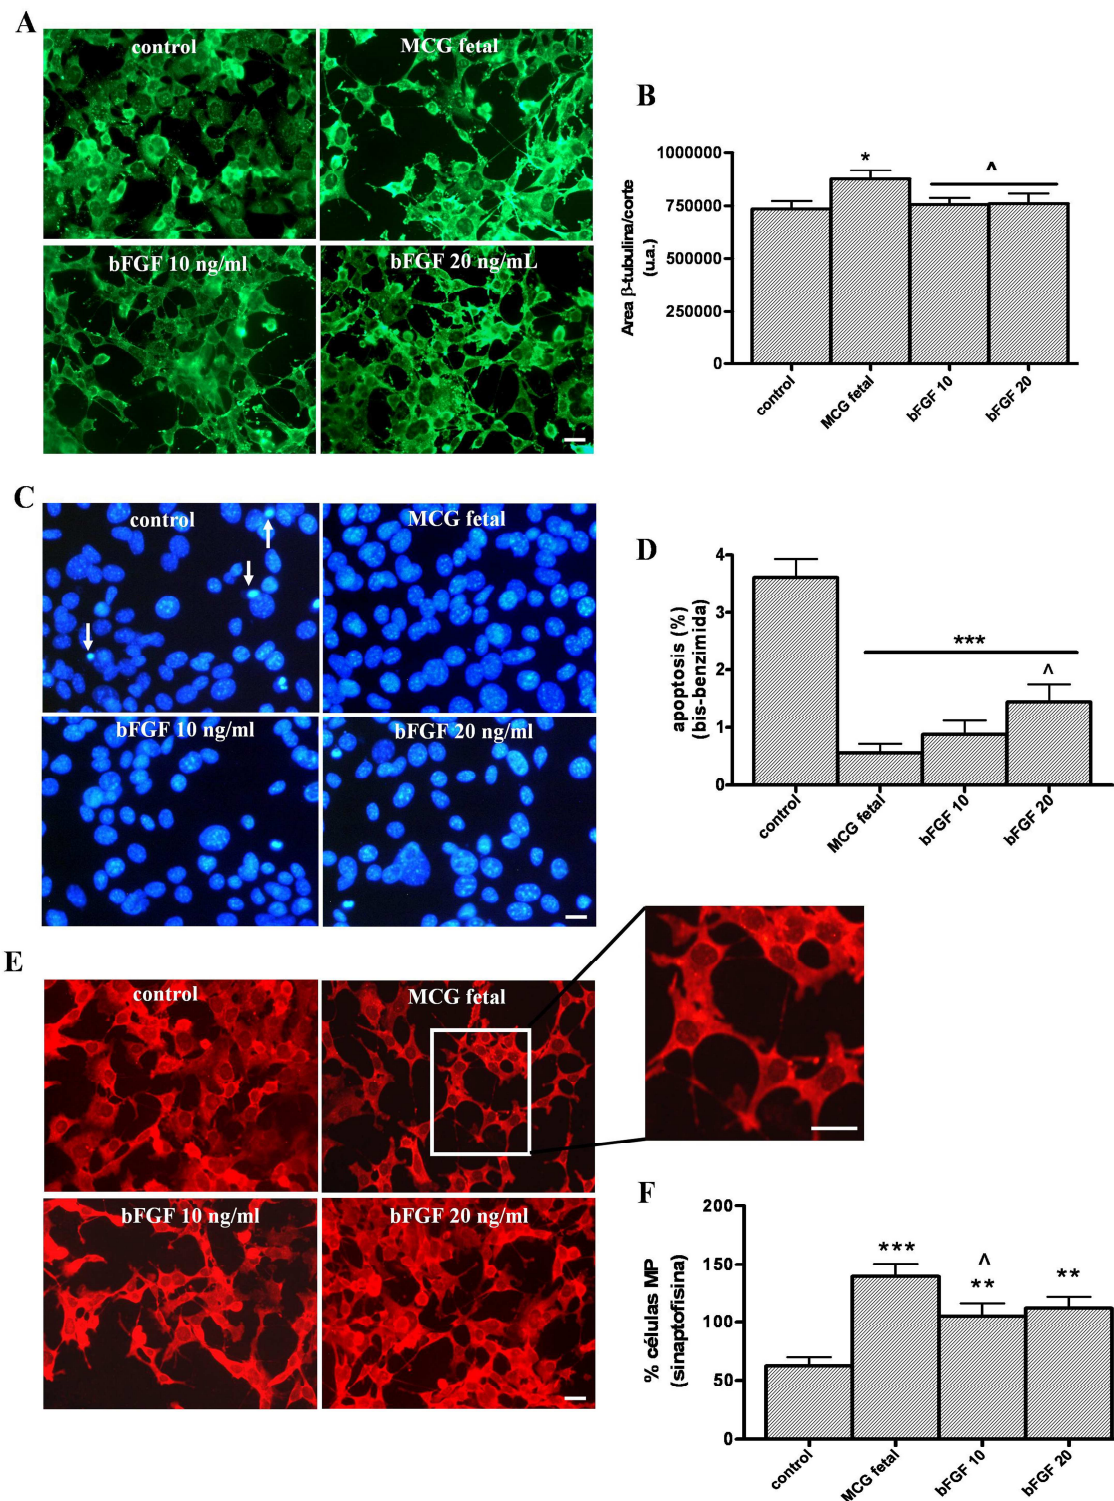 A
control
MCG fetal
bFGF 10 ng/ml
bFGF 20 ng/mL
B
1000000
750000
500000
250000
0
Area β-tubulina/corte
(u.a.)
*
^
control
MCG fetal
bFGF 10
bFGF 20
C
control
MCG fetal
bFGF 10 ng/ml
bFGF 20 ng/ml
D
4
3
2
1
0
apoptosis (%)
(bis-benzimida)
***
^
control
MCG fetal
bFGF 10
bFGF 20
E
control
MCG fetal
bFGF 10 ng/ml
bFGF 20 ng/ml
F
200
150
100
50
0
% células MP
(sinaptofisina)
***
^
**
**
control
MCG fetal
bFGF 10
bFGF 20